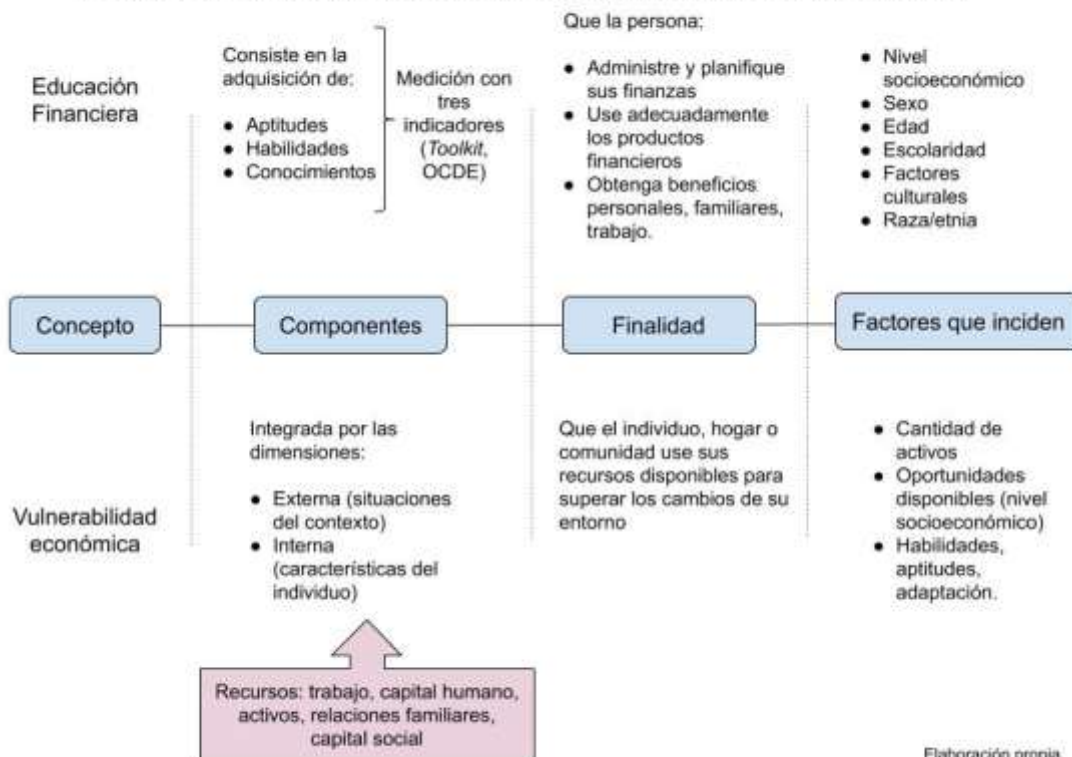 Educación
Financiera
Consiste en la
adquisición de:
● Aptitudes
● Habilidades
● Conocimientos
Medición con
tres
indicadores
(Toolkit,
OCDE)
Que la persona:
● Administre y planifique
sus finanzas
● Use adecuadamente
los productos
financieros
● Obtenga beneficios
personales, familiares,
trabajo.
● Nivel
socioeconómico
● Sexo
● Edad
● Escolaridad
● Factores
culturales
● Raza/etnia
Concepto
Componentes
Finalidad
Factores que inciden
Vulnerabilidad
económica
Integrada por las
dimensiones:
● Externa (situaciones
del contexto)
● Interna
(características del
individuo)
Que el individuo, hogar o
comunidad use sus
recursos disponibles para
superar los cambios de su
entorno
● Cantidad de
activos
● Oportunidades
disponibles (nivel
socioeconómico)
● Habilidades,
aptitudes,
adaptación.
Recursos: trabajo, capital humano,
activos, relaciones familiares,
capital social
Elaboración propia